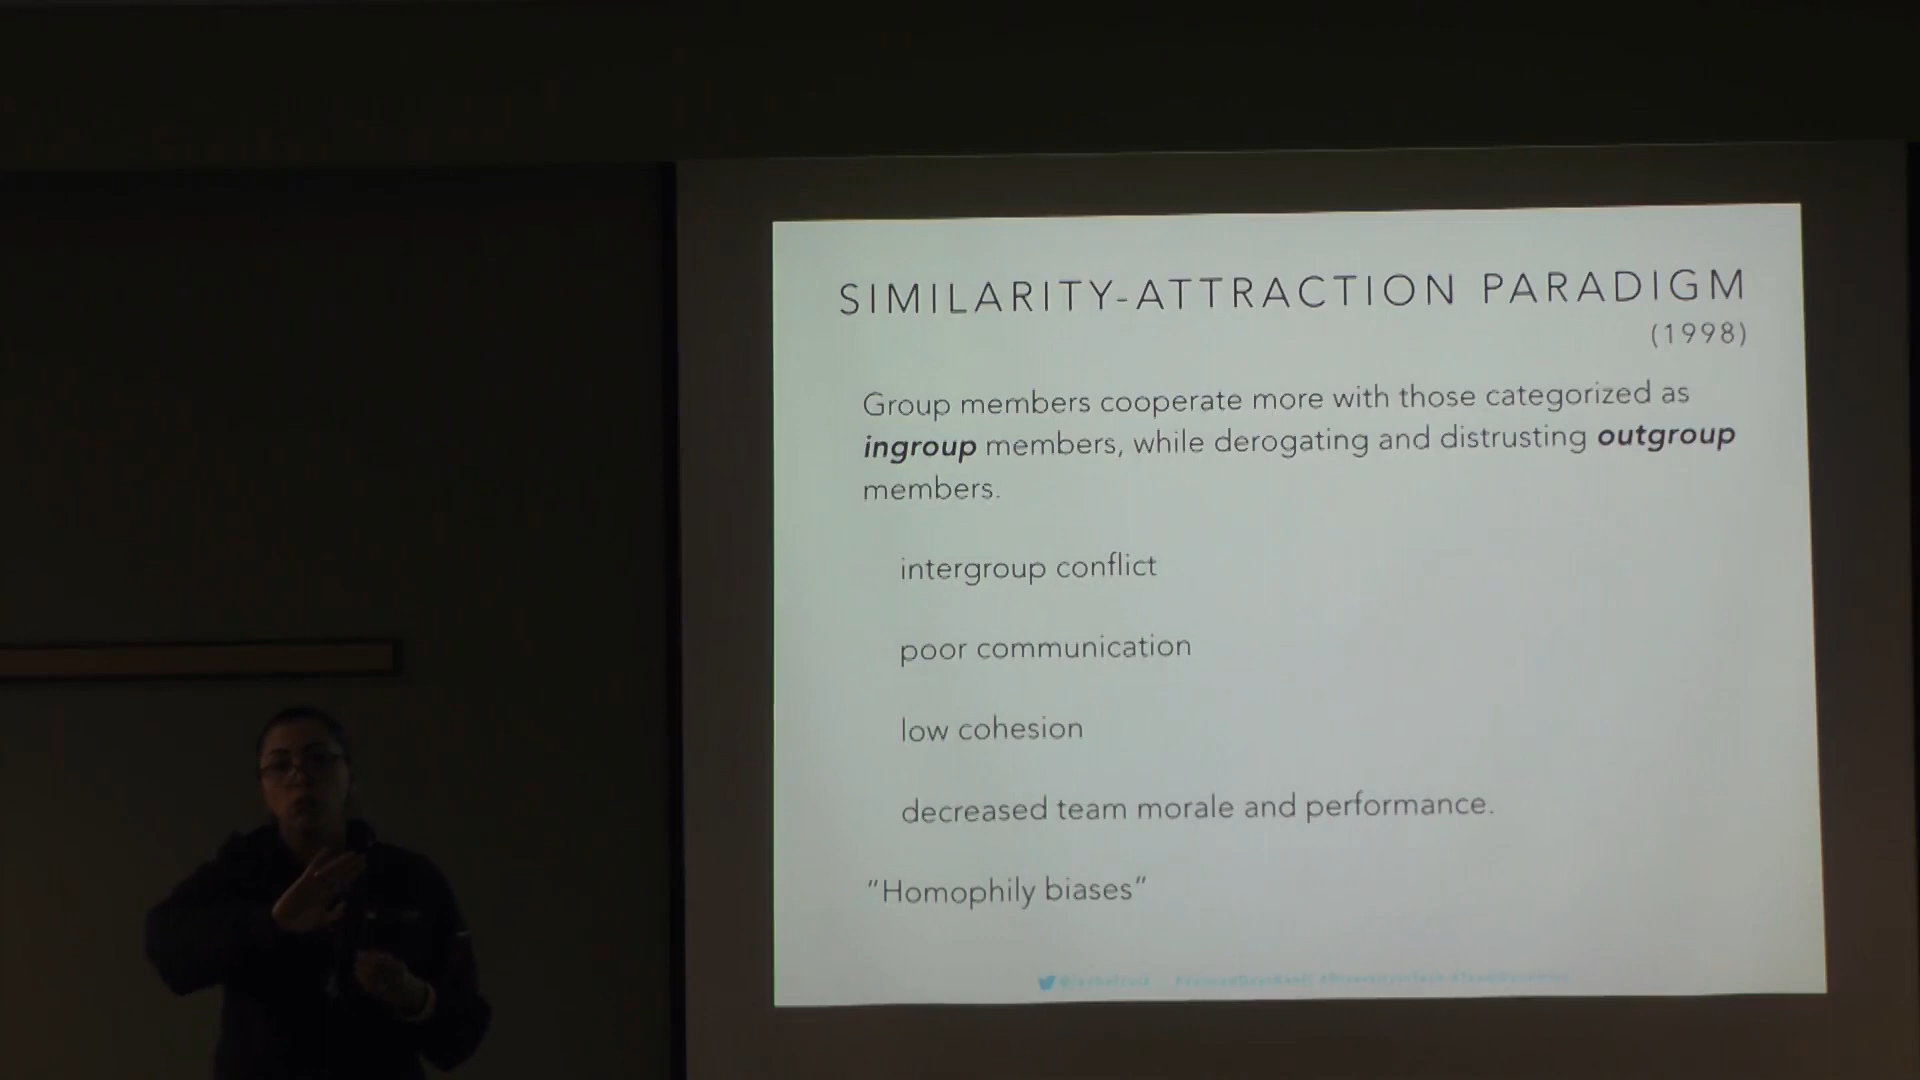 SIMILARITY-ATTRACTION PARADIGM
(1998)
Group members cooperate more with those categorized as
ingroup members, while derogating and distrusting outgroup
members.
intergroup conflict
poor communication
low cohesion
decreased team morale and performance.
"Homophily biases"